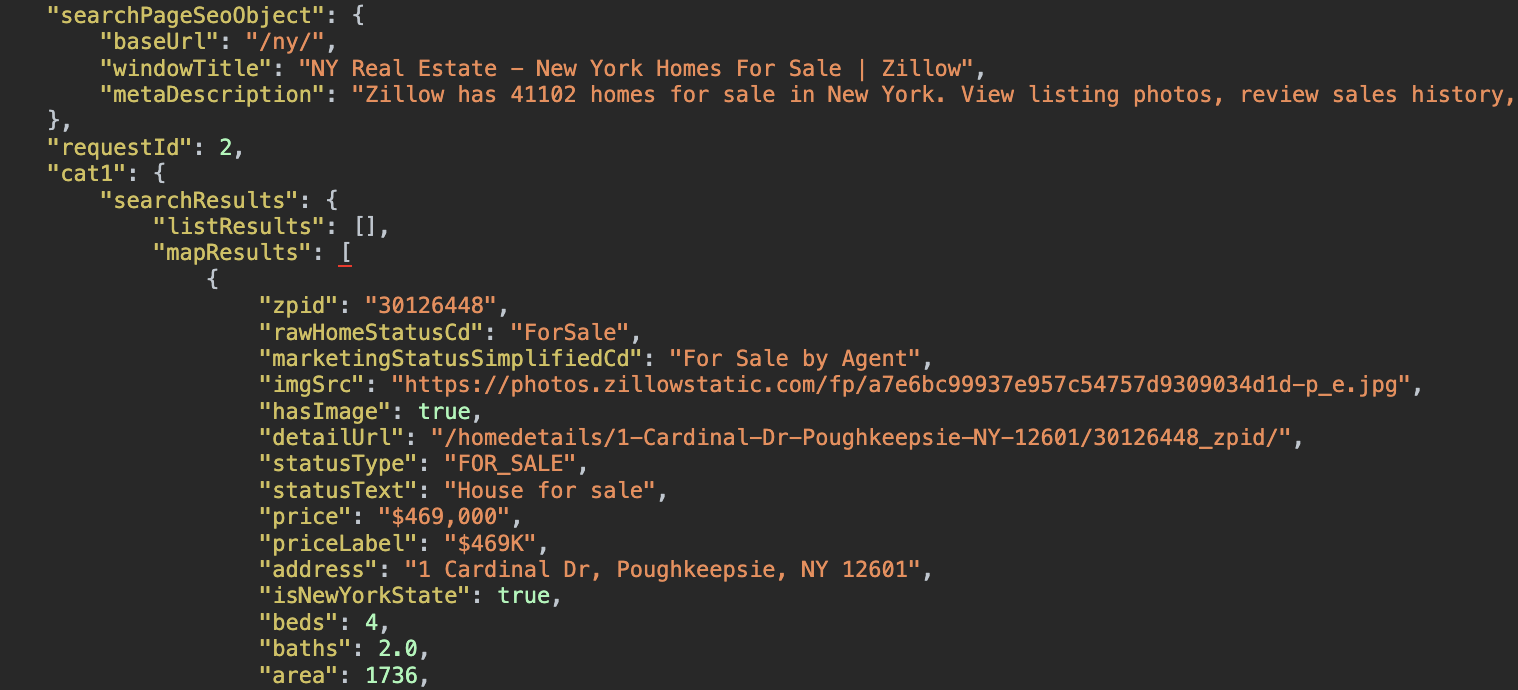 "searchPageSeoObject": {
"baseUrl": "/ny/",
"windowTitle": "NY Real Estate – New York Homes For Sale | Zillow",
"metaDescription": "Zillow has 41102 homes for sale in New York. View listing photos, review sales history,
},
"requestId": 2,
"cat1": {
"searchResults": {
"listResults": [],
"mapResults": [
{
"zpid": "30126448",
"rawHomeStatusCd": "ForSale",
"marketingStatusSimplifiedCd": "For Sale by Agent",
"imgSrc": "https://photos.zillowstatic.com/fp/a7e6bc99937e957c54757d9309034d1d-p_e.jpg",
"hasImage": true,
"detailUrl": "/homedetails/1-Cardinal-Dr-Poughkeepsie-NY-12601/30126448_zpid/",
"statusType": "FOR_SALE",
"statusText": "House for sale",
"price": "$469,000",
"priceLabel": "$469K",
"address": "1 Cardinal Dr, Poughkeepsie, NY 12601",
"isNewYorkState": true,
"beds": 4,
"baths": 2.0,
"area": 1736,